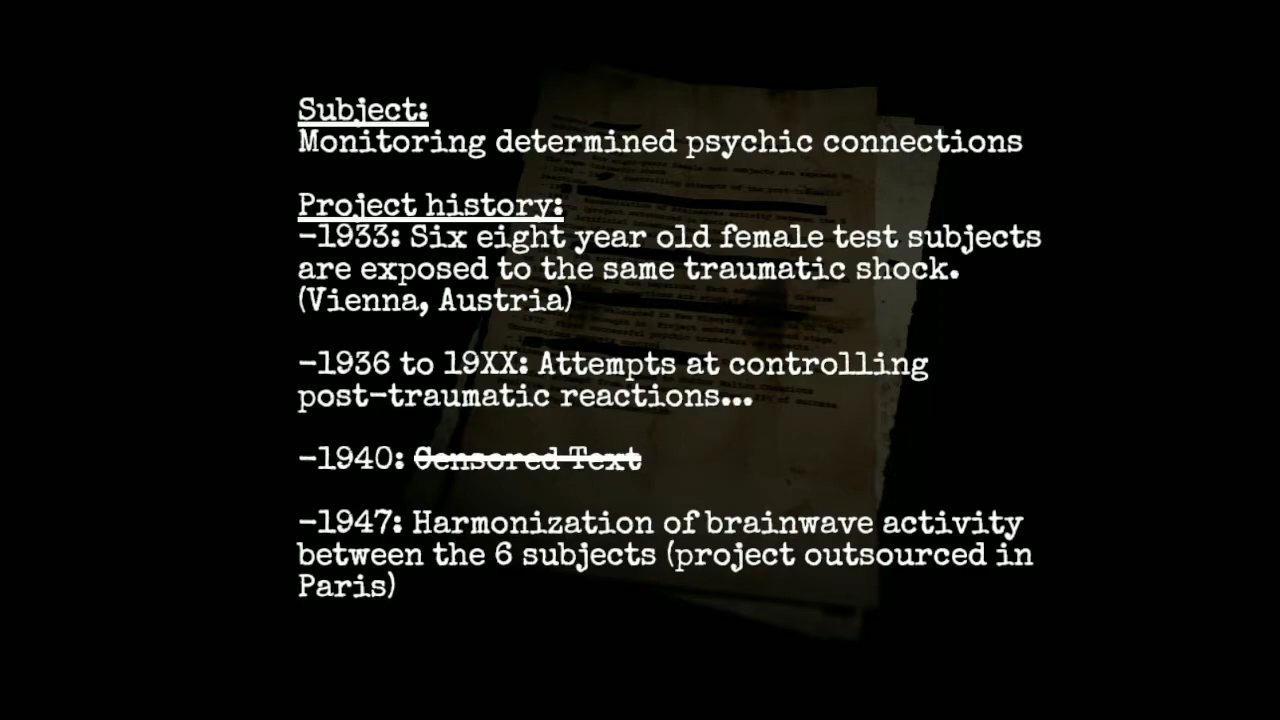 Subject:
Monitoring determined psychic connections
Project history:
-1933: Six eight year old female test subjects
are exposed to the same traumatic shock.
(Vienna, Austria)
-1936 to 19XX: Attempts at controlling
post-traumatic reactions...
-1940: Censored Text
-1947: Harmonization of brainwave activity
between the 6 subjects (project outsourced in
Paris)